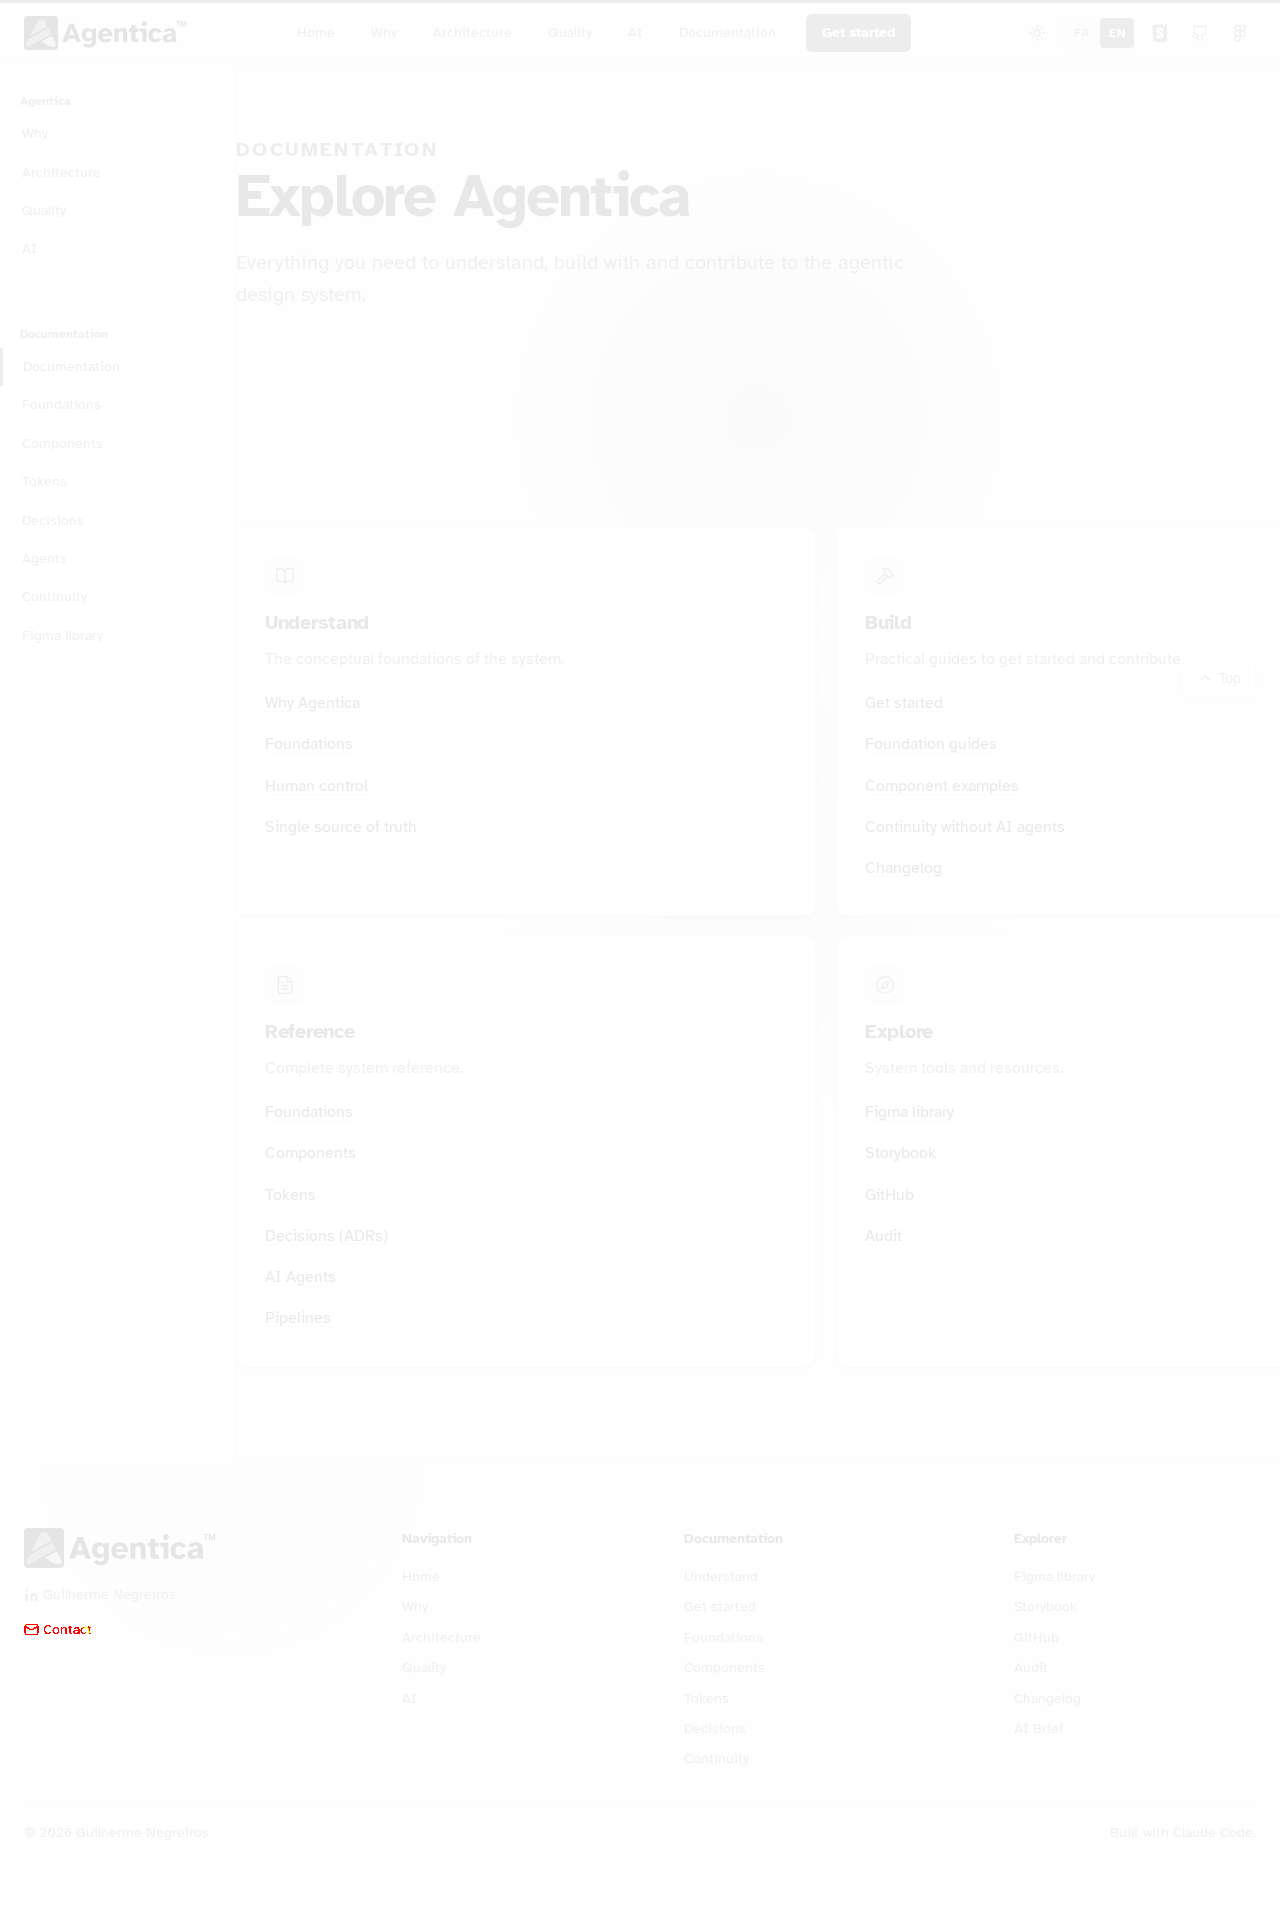 Agentica™
Home Why Architecture Quality AI Documentation Get started FR EN
Agentica
Why
Architecture
Quality
AI
Documentation
Documentation
Foundations
Components
Tokens
Decisions
Agents
Continuity
Figma library
DOCUMENTATION
Explore Agentica
Everything you need to understand, build with and contribute to the agentic
design system.
Understand
The conceptual foundations of the system.
Why Agentica
Foundations
Human control
Single source of truth
Build
Practical guides to get started and contribute
Get started
Foundation guides
Component examples
Continuity without AI agents
Changelog
Top
Reference
Complete system reference.
Foundations
Components
Tokens
Decisions (ADRs)
AI Agents
Pipelines
Explore
System tools and resources.
Figma library
Storybook
GitHub
Audit
Agentica™
in Guilherme Negreiros
Contact
Navigation
Home
Why
Architecture
Quality
AI
Documentation
Understand
Get started
Foundations
Components
Tokens
Decisions
Continuity
Explorer
Figma library
Storybook
GitHub
Audit
Changelog
AI Brief
© 2026 Guilherme Negreiros
Built with Claude Code.